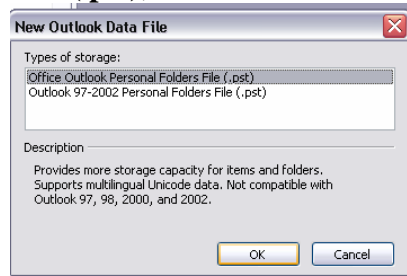 New Outlook Data File
Types of storage:
Office Outlook Personal Folders File (.pst)
Outlook 97-2002 Personal Folders File (.pst)
Description
Provides more storage capacity for items and folders.
Supports multilingual Unicode data. Not compatible with
Outlook 97, 98, 2000, and 2002.
OK
Cancel